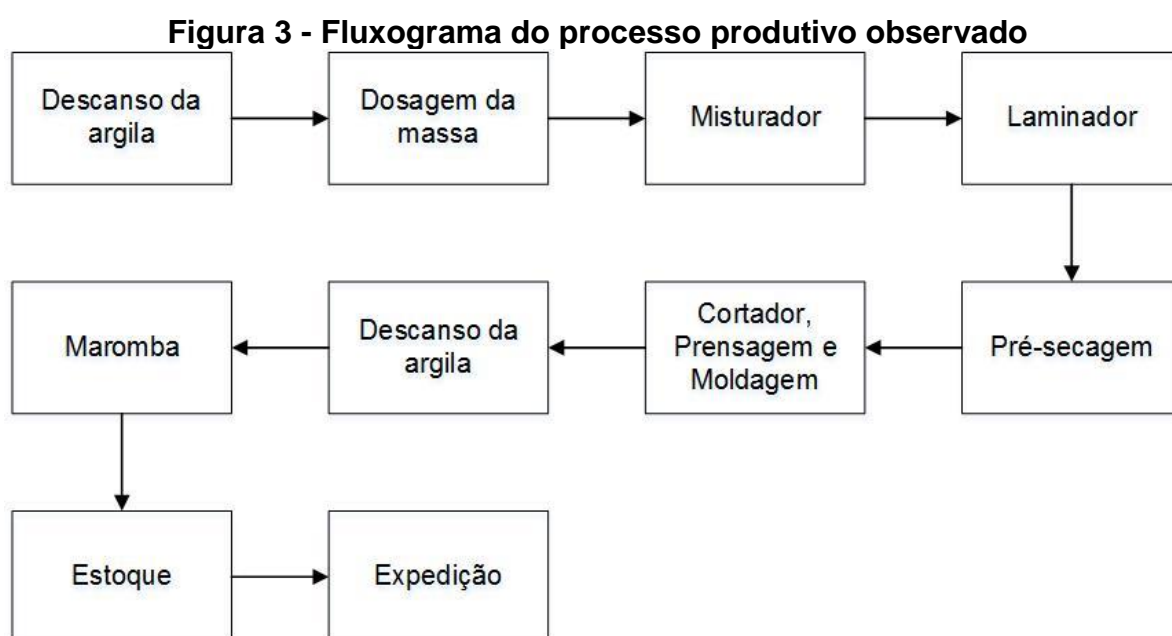 Figura 3 - Fluxograma do processo produtivo observado
Descanso da
argila
Dosagem da
massa
Misturador
Laminador
Pré-secagem
Cortador,
Prensagem e
Moldagem
Descanso da
argila
Maromba
Estoque
Expedição